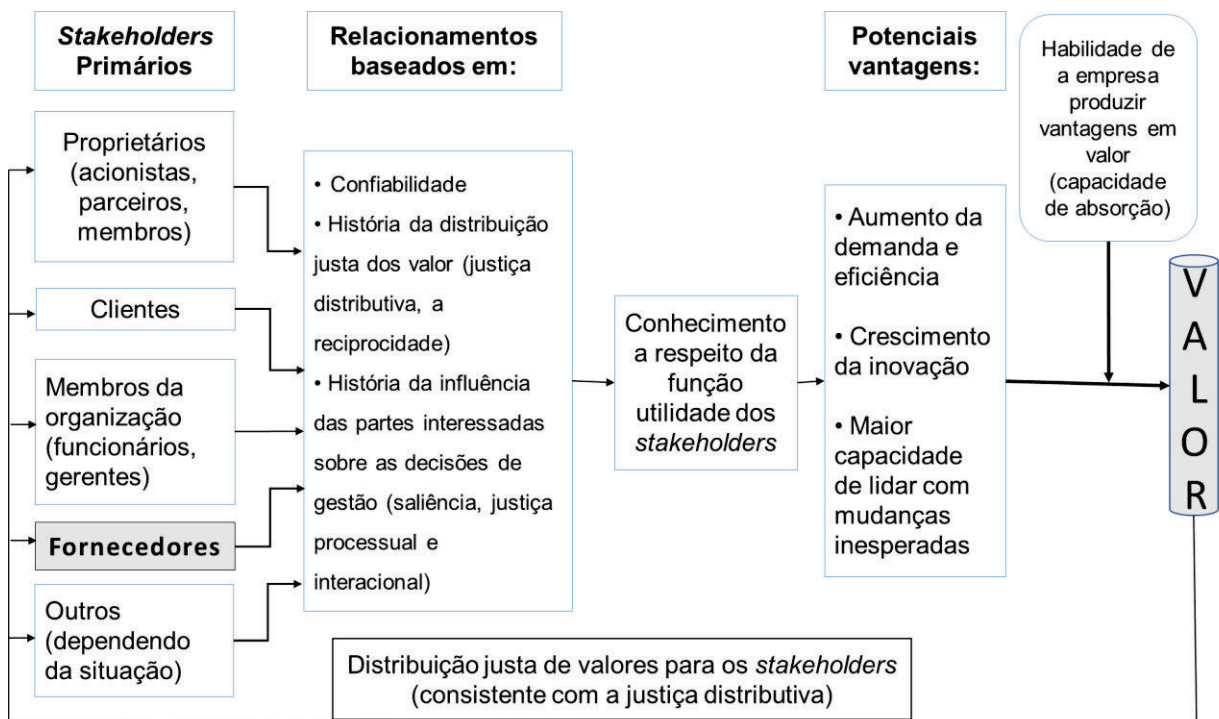 Stakeholders
Primários
Relacionamentos
baseados em:
Potenciais
vantagens:
Habilidade de
a empresa
produzir
vantagens em
valor
(capacidade
de absorção)
Proprietários
(acionistas,
parceiros,
membros)
Clientes
Membros da
organização
(funcionários,
gerentes)
Fornecedores
Outros
(dependendo
da situação)
• Confiabilidade
• História da distribuição
justa dos valor (justiça
distributiva, a
reciprocidade)
• História da influência
das partes interessadas
sobre as decisões de
gestão (saliência, justiça
processual e
interacional)
Conhecimento
a respeito da
função
utilidade dos
stakeholders
• Aumento da
demanda e
eficiência
• Crescimento
da inovação
• Maior
capacidade
de lidar com
mudanças
inesperadas
VALOR
Distribuição justa de valores para os stakeholders
(consistente com a justiça distributiva)